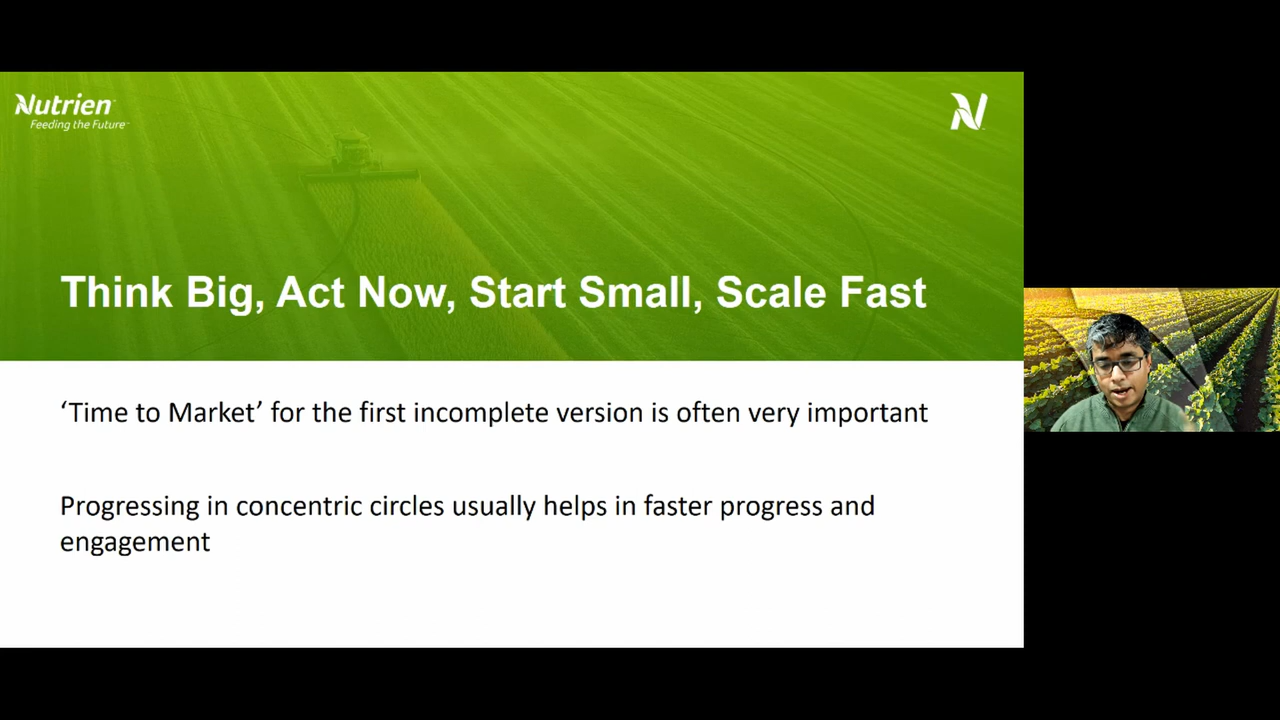 Nutrien
Feeding the Future™
Think Big, Act Now, Start Small, Scale Fast
‘Time to Market’ for the first incomplete version is often very important
Progressing in concentric circles usually helps in faster progress and
engagement